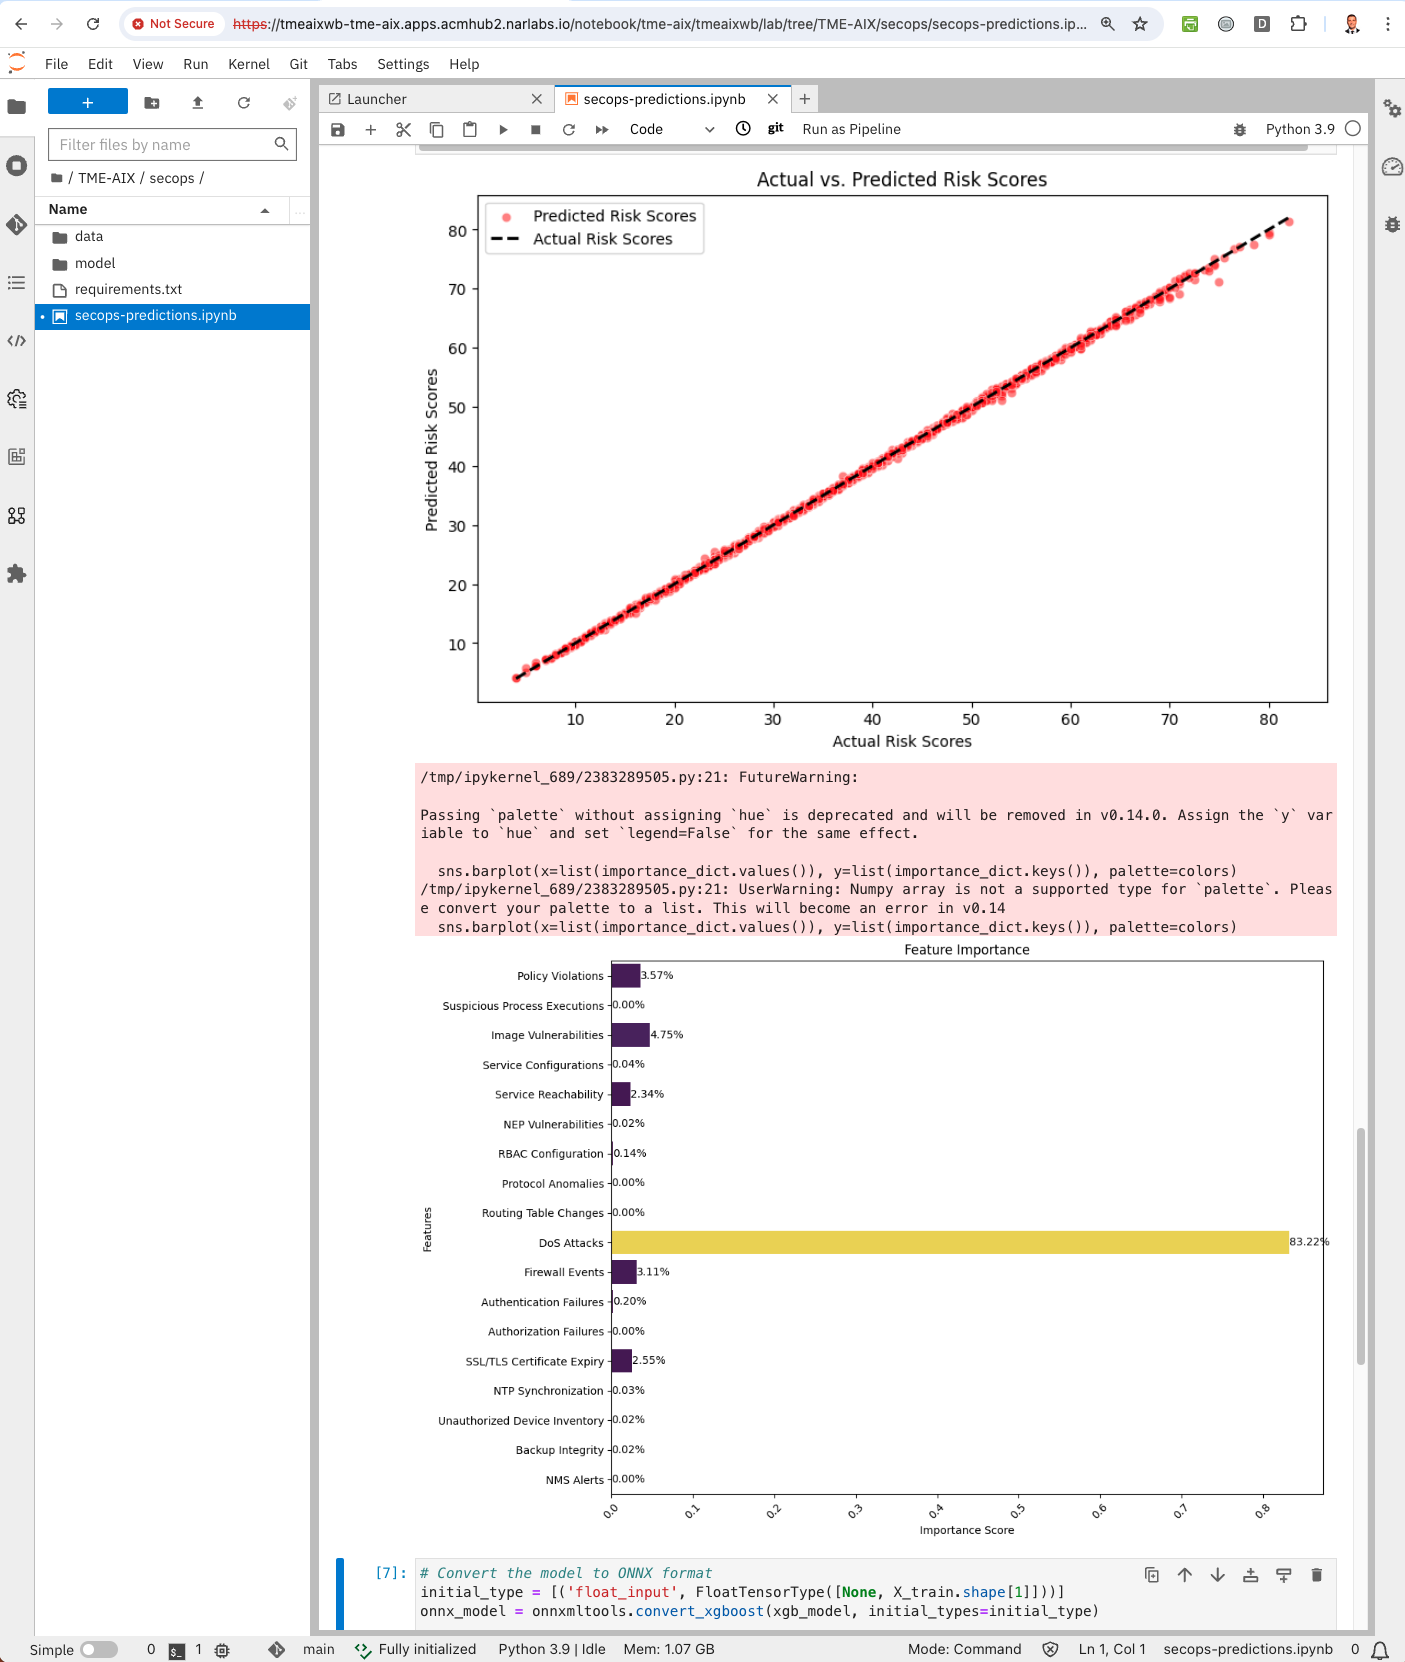 Not Secure
https://tmeaixwb-tme-aix.apps.acmhub2.narlabs.io/notebook/tme-aix/tmeaixwb/lab/tree/TME-AIX/secops/secops-predictions.ip...
D
File Edit View Run Kernel Git Tabs Settings Help
+
Filter files by name
/ TME-AIX / secops /
Name
...
data
model
requirements.txt
secops-predictions.ipynb
Launcher
secops-predictions.ipynb
Code
git
Run as Pipeline
Python 3.9
Actual vs. Predicted Risk Scores
Predicted Risk Scores
Actual Risk Scores
80
70
60
50
40
30
20
10
Predicted Risk Scores
10 20 30 40 50 60 70 80
Actual Risk Scores
/tmp/ipykernel_689/2383289505.py:21: FutureWarning:
Passing `palette` without assigning `hue` is deprecated and will be removed in v0.14.0. Assign the `y` var
iable to `hue` and set `legend=False` for the same effect.
sns.barplot(x=list(importance_dict.values()), y=list(importance_dict.keys()), palette=colors)
/tmp/ipykernel_689/2383289505.py:21: UserWarning: Numpy array is not a supported type for `palette`. Pleas
e convert your palette to a list. This will become an error in v0.14
sns.barplot(x=list(importance_dict.values()), y=list(importance_dict.keys()), palette=colors)
Feature Importance
Policy Violations 3.57%
Suspicious Process Executions 0.00%
Image Vulnerabilities 4.75%
Service Configurations 0.04%
Service Reachability 2.34%
NEP Vulnerabilities 0.02%
RBAC Configuration 0.14%
Protocol Anomalies 0.00%
Routing Table Changes 0.00%
DoS Attacks 83.22%
Firewall Events 3.11%
Authentication Failures 0.20%
Authorization Failures 0.00%
SSL/TLS Certificate Expiry 2.55%
NTP Synchronization 0.03%
Unauthorized Device Inventory 0.02%
Backup Integrity 0.02%
NMS Alerts 0.00%
Features
0.0 0.1 0.2 0.3 0.4 0.5 0.6 0.7 0.8
Importance Score
[7]: # Convert the model to ONNX format
initial_type = [('float_input', FloatTensorType([None, X_train.shape[1]]))]
onnx_model = onnxmltools.convert_xgboost(xgb_model, initial_types=initial_type)
Simple 0 $_ 1 main Fully initialized Python 3.9 | Idle Mem: 1.07 GB Mode: Command Ln 1, Col 1 secops-predictions.ipynb 0